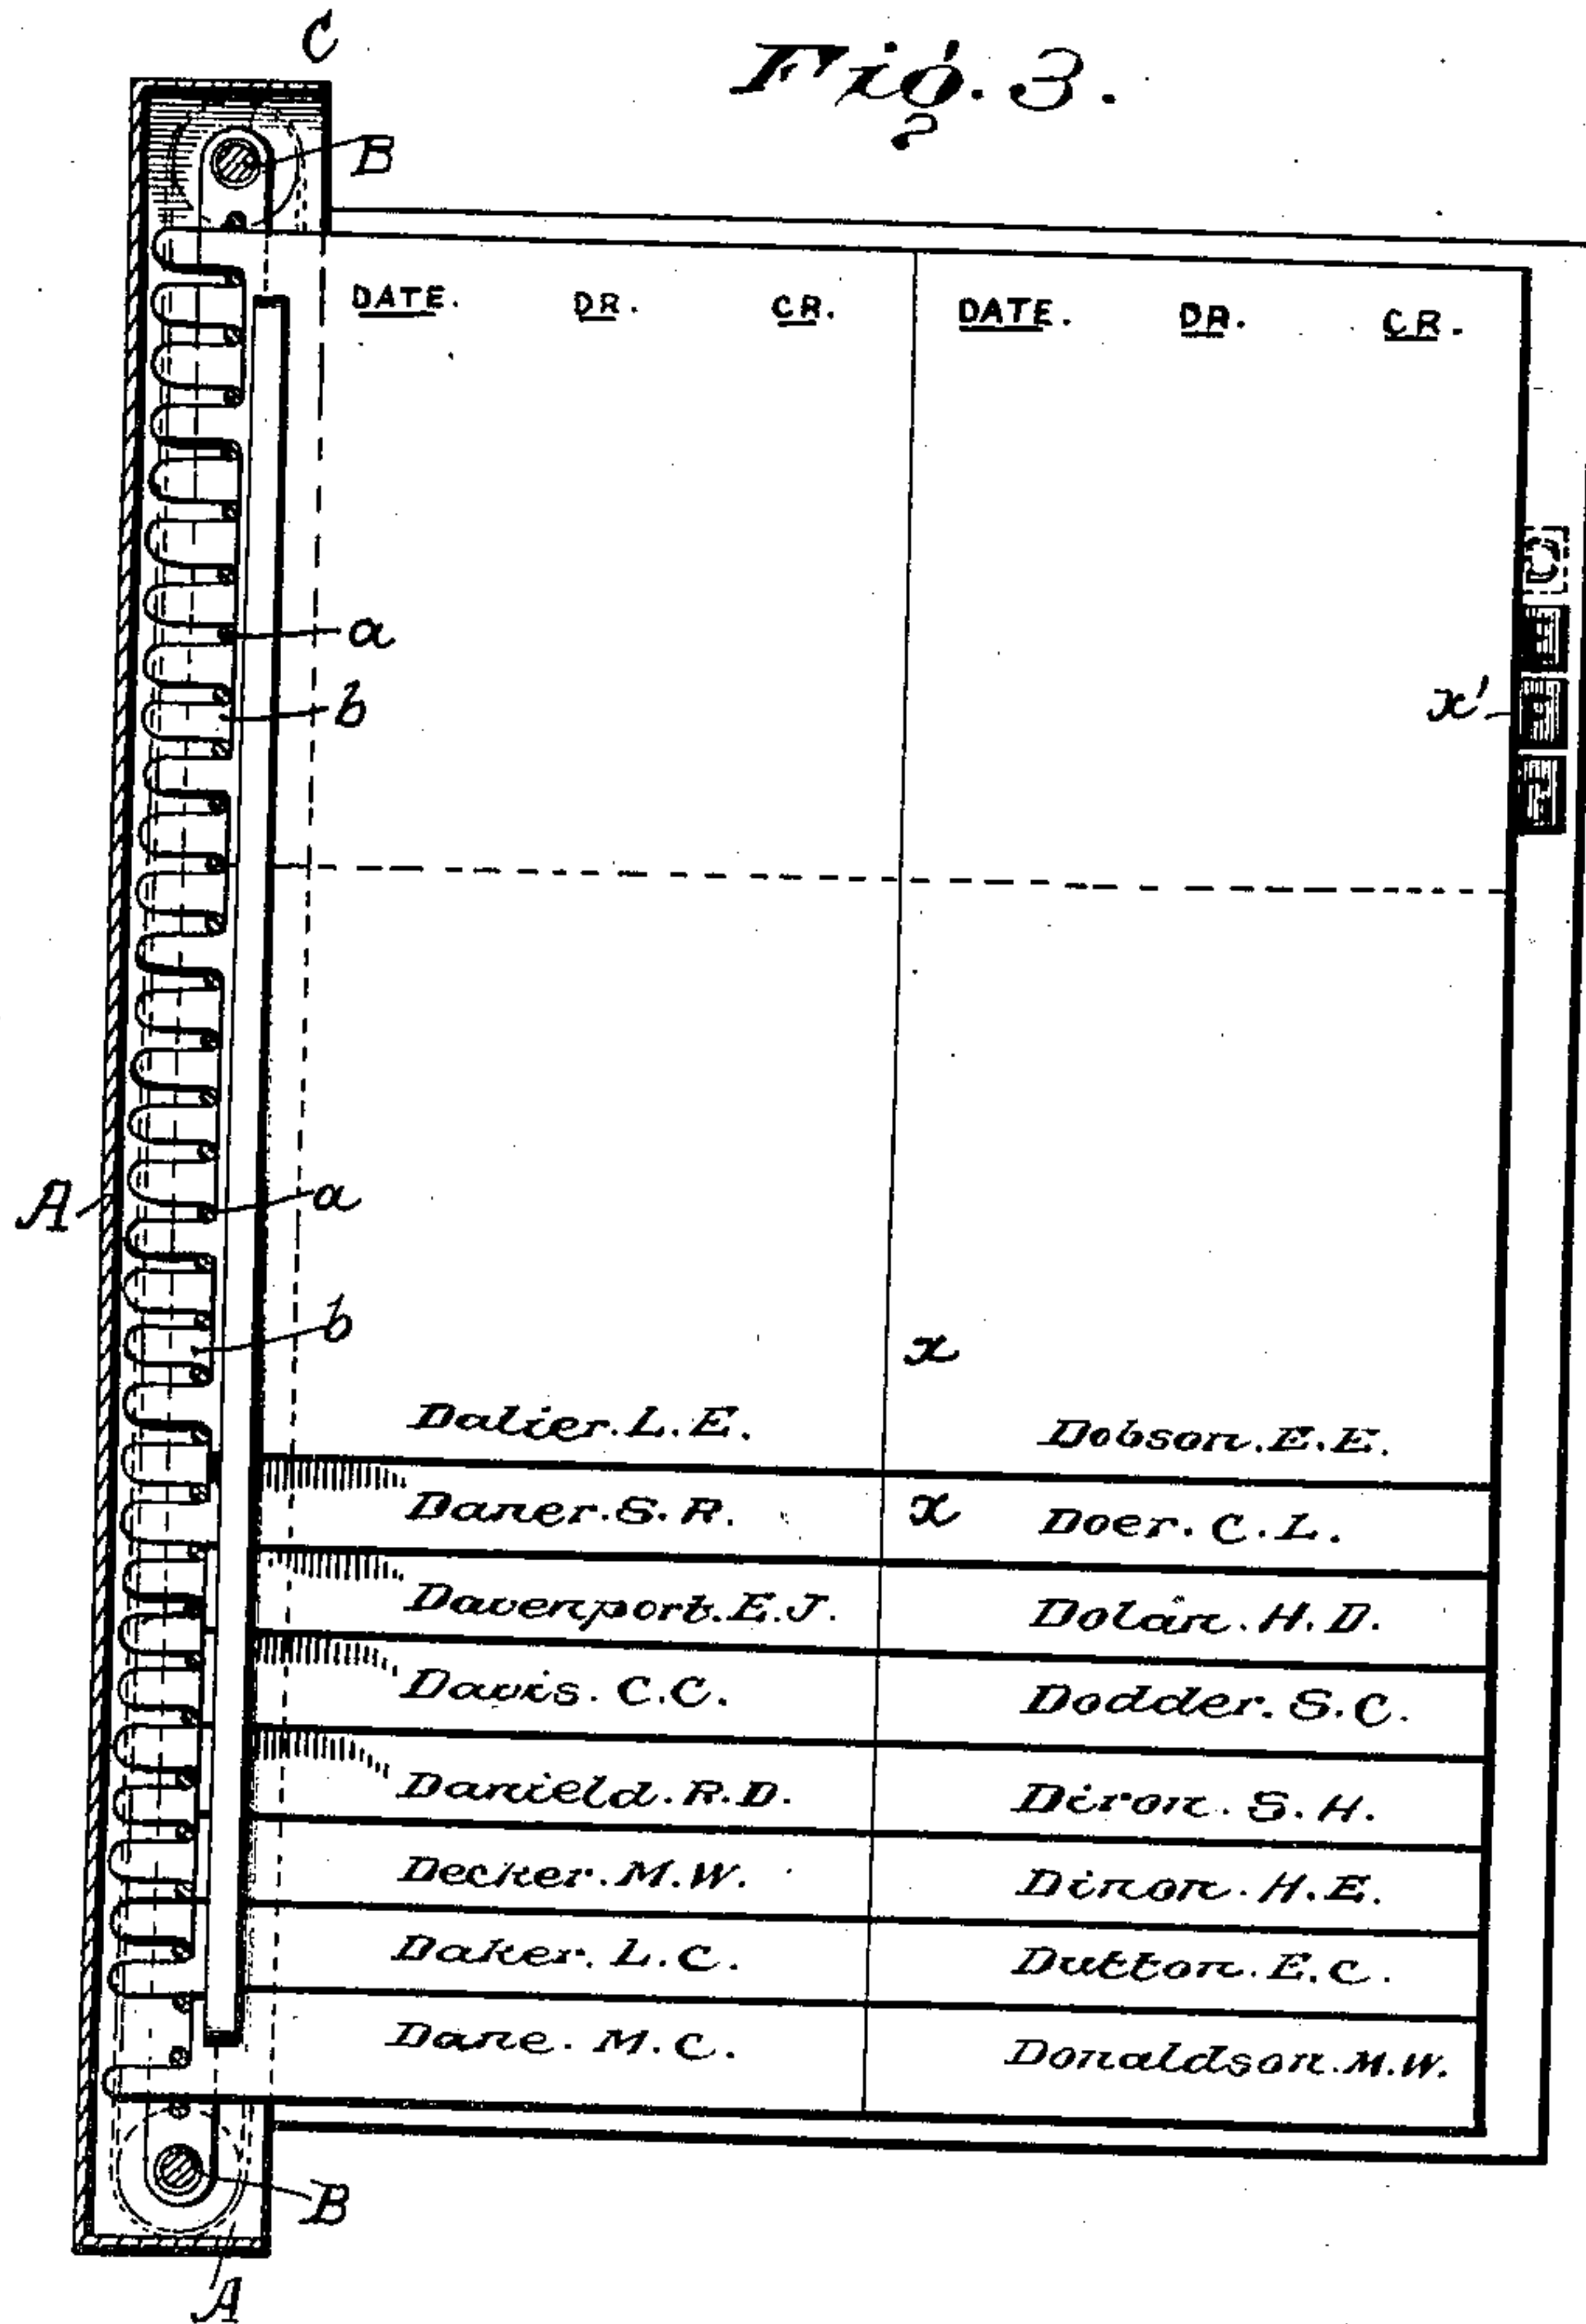 C
Fig. 3.
2
B
DATE. DR. CR. DATE. DR. CR.
D
a
b
x'
A
a
b
x
Dalier. L. E. Dobson. E. E.
Daner. S. R. x Doer. C. L.
Davenport. E. J. Dolan. H. D.
Davis. C. C. Dodder. S. C.
Danield. R. D. Diron. S. H.
Decker. M. W. Dinon. H. E.
Daker. L. C. Dutton. E. C.
Dane. M. C. Donaldson. M. W.
B
A